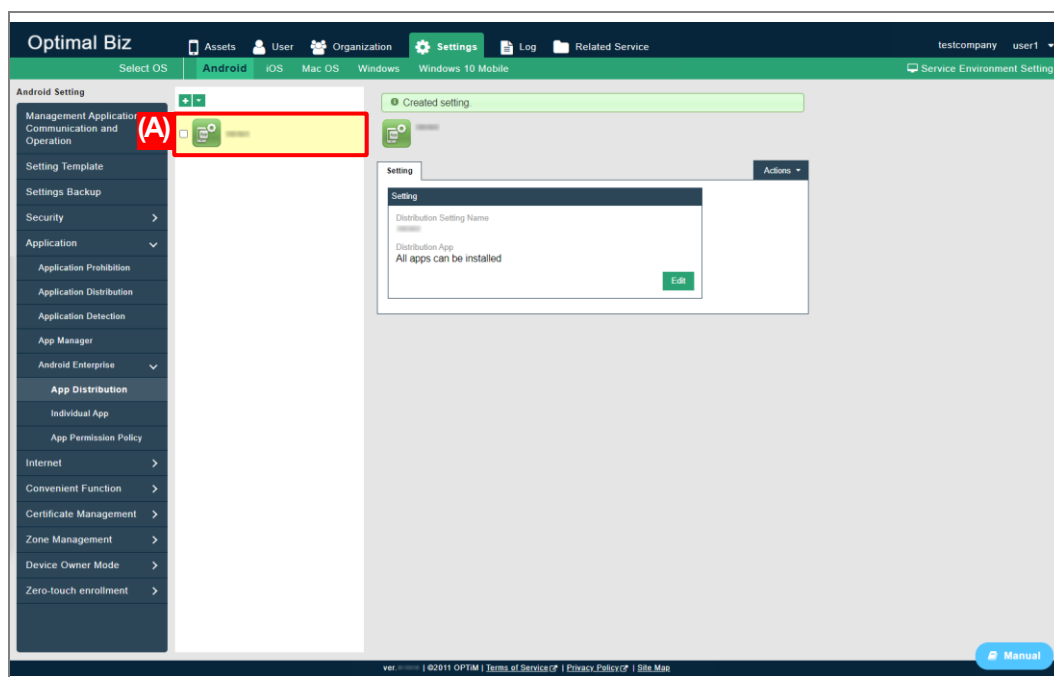 Optimal Biz
Assets User Organization Settings Log Related Service
testcompany user1
Select OS Android iOS Mac OS Windows Windows 10 Mobile
Service Environment Setting
Android Setting
Management Application
Communication and
Operation
Setting Template
Settings Backup
Security
Application
Application Prohibition
Application Distribution
Application Detection
App Manager
Android Enterprise
App Distribution
Individual App
App Permission Policy
Internet
Convenient Function
Certificate Management
Zone Management
Device Owner Mode
Zero-touch enrollment
(A)
Created setting.
Setting
Actions
Setting
Distribution Setting Name
Distribution App
All apps can be installed
Edit
Manual
ver. | ©2011 OPTiM | Terms of Service | Privacy Policy | Site Map